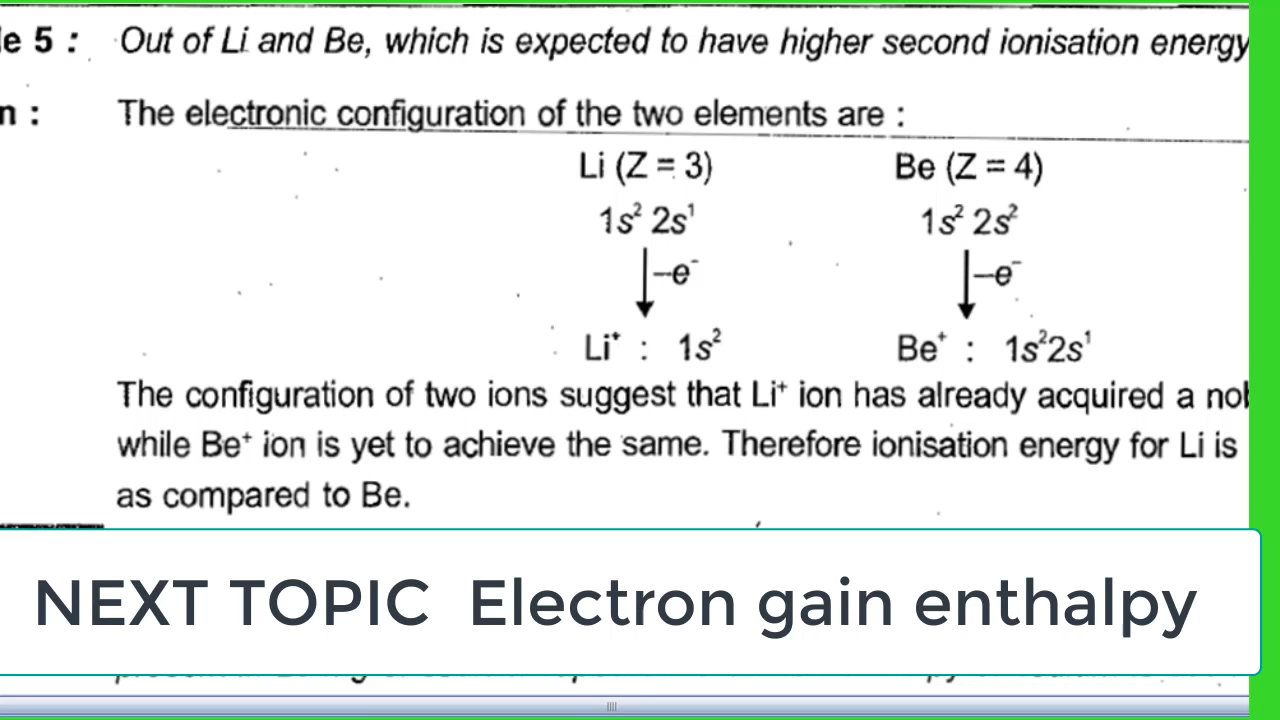 le 5 : Out of Li and Be, which is expected to have higher second ionisation energy
n : The electronic configuration of the two elements are :
Li (Z = 3) Be (Z = 4)
1s² 2s¹ 1s² 2s²
–e⁻ –e⁻
Li⁺ : 1s² Be⁺ : 1s²2s¹
The configuration of two ions suggest that Li⁺ ion has already acquired a nob
while Be⁺ ion is yet to achieve the same. Therefore ionisation energy for Li is
as compared to Be.
NEXT TOPIC Electron gain enthalpy